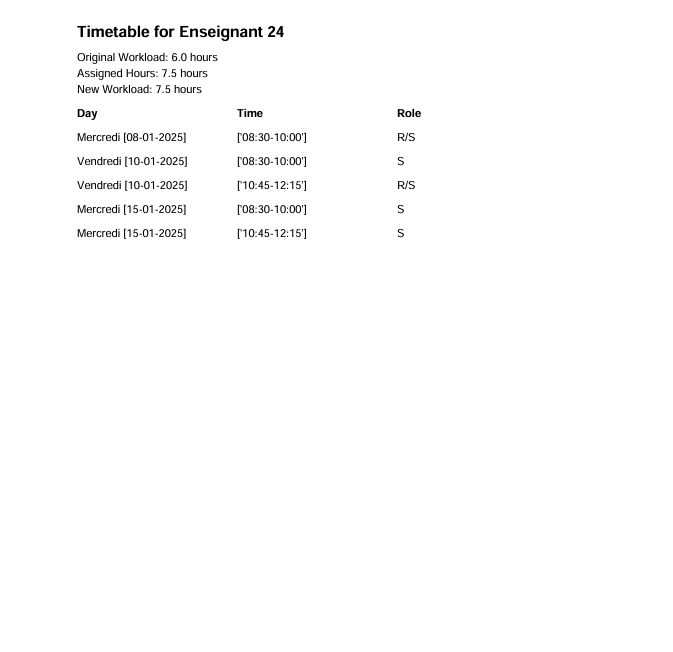 Timetable for Enseignant 24
Original Workload: 6.0 hours
Assigned Hours: 7.5 hours
New Workload: 7.5 hours
Day Time Role
Mercredi [08-01-2025] ['08:30-10:00'] R/S
Vendredi [10-01-2025] ['08:30-10:00'] S
Vendredi [10-01-2025] ['10:45-12:15'] R/S
Mercredi [15-01-2025] ['08:30-10:00'] S
Mercredi [15-01-2025] ['10:45-12:15'] S